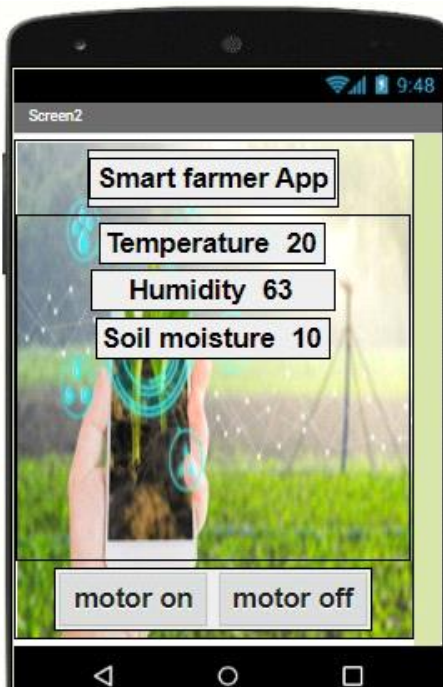 9:48
Screen2
Smart farmer App
Temperature 20
Humidity 63
Soil moisture 10
motor on motor off